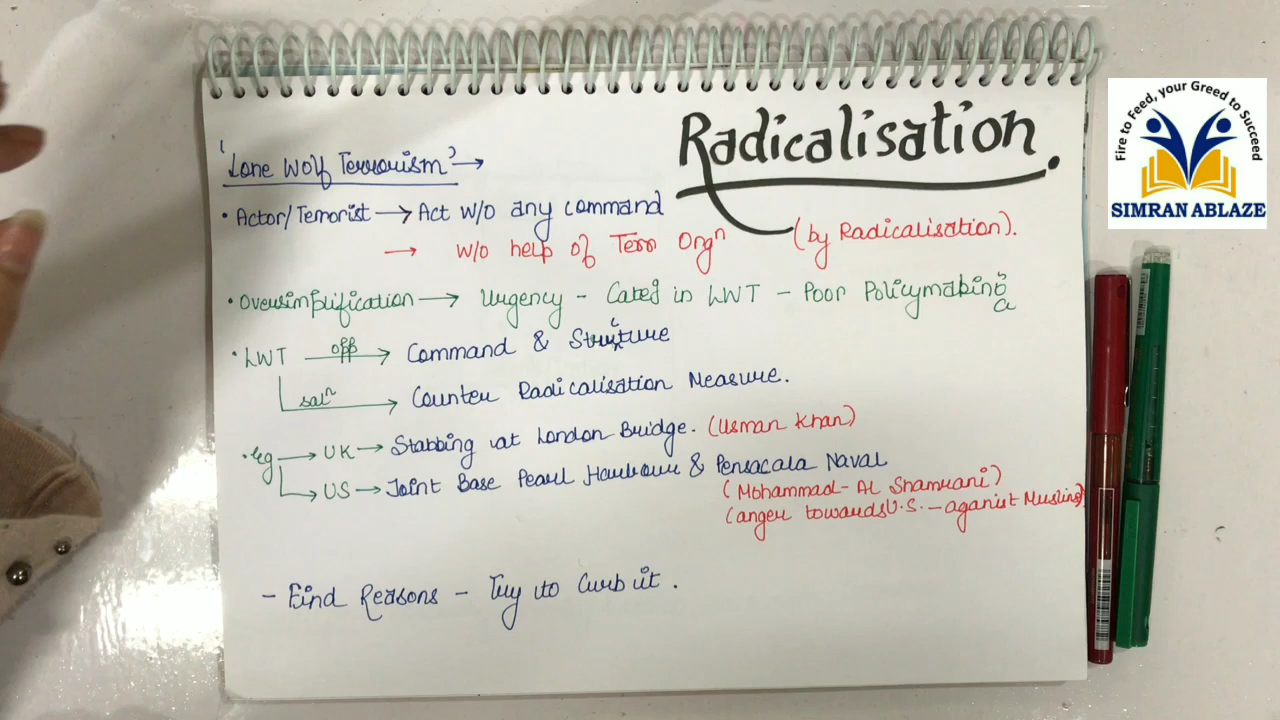 Radicalisation.
'Lone Wolf Terrorism' →
• Actor/Terrorist → Act w/o any command
→ w/o help of Terr Orgn (by Radicalisation).
• Oversimplification → Urgency - Cated in LWT - Poor Policymaking
• LWT off → Command & Structure
soln → Counter Radicalisation Measure.
• eg → UK → Stabbing at London Bridge. (Usman Khan)
→ US → Joint Base Pearl Harbour & Pensacala Naval
(Mohammad - Al Shamrani)
(anger towards U.S. - aganist Muslims)
- Find Reasons - Try to Curb it.
Fire to Feed, your Greed to Succeed
SIMRAN ABLAZE